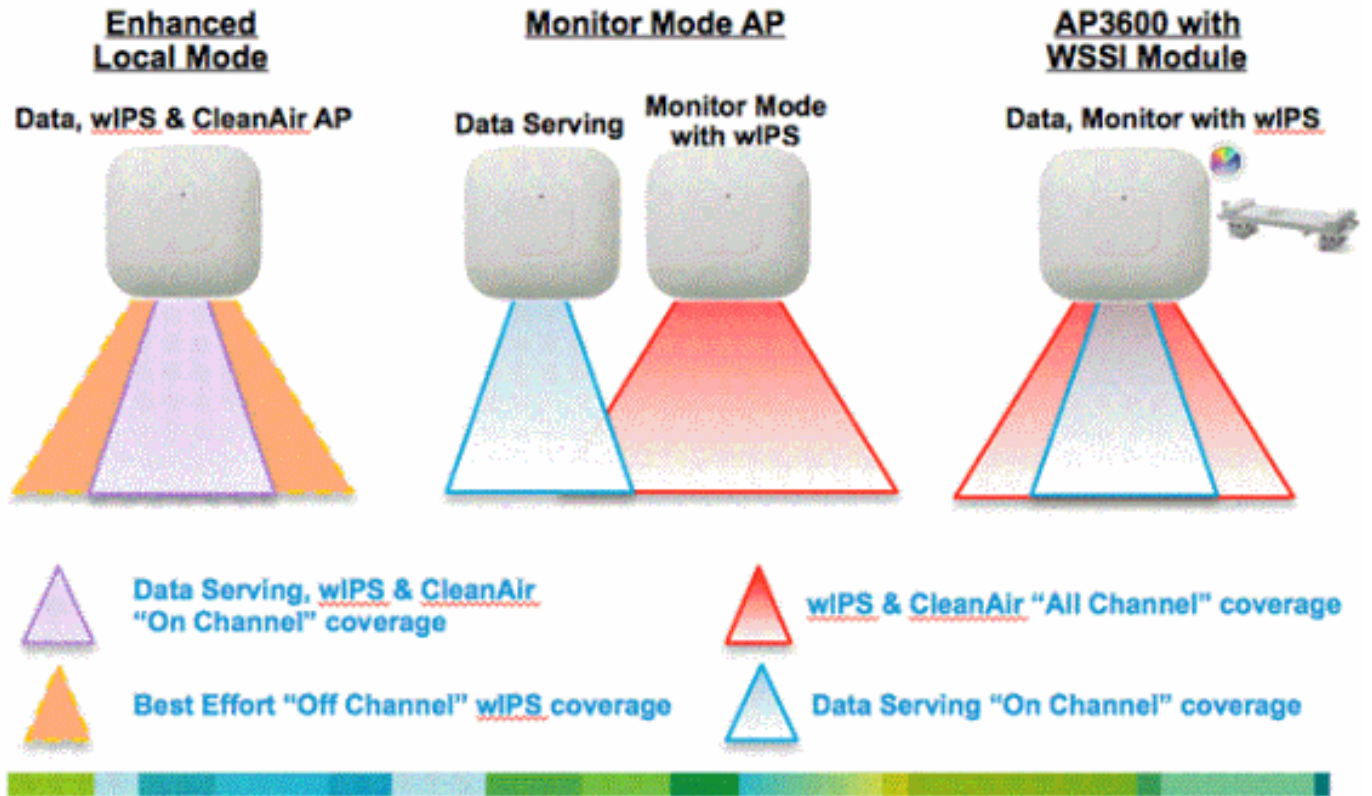 Enhanced
Local Mode
Data, wIPS & CleanAir AP
Monitor Mode AP
Data Serving
Monitor Mode
with wIPS
AP3600 with
WSSI Module
Data, Monitor with wIPS
Data Serving, wIPS & CleanAir
“On Channel” coverage
Best Effort “Off Channel” wIPS coverage
wIPS & CleanAir “All Channel” coverage
Data Serving “On Channel” coverage